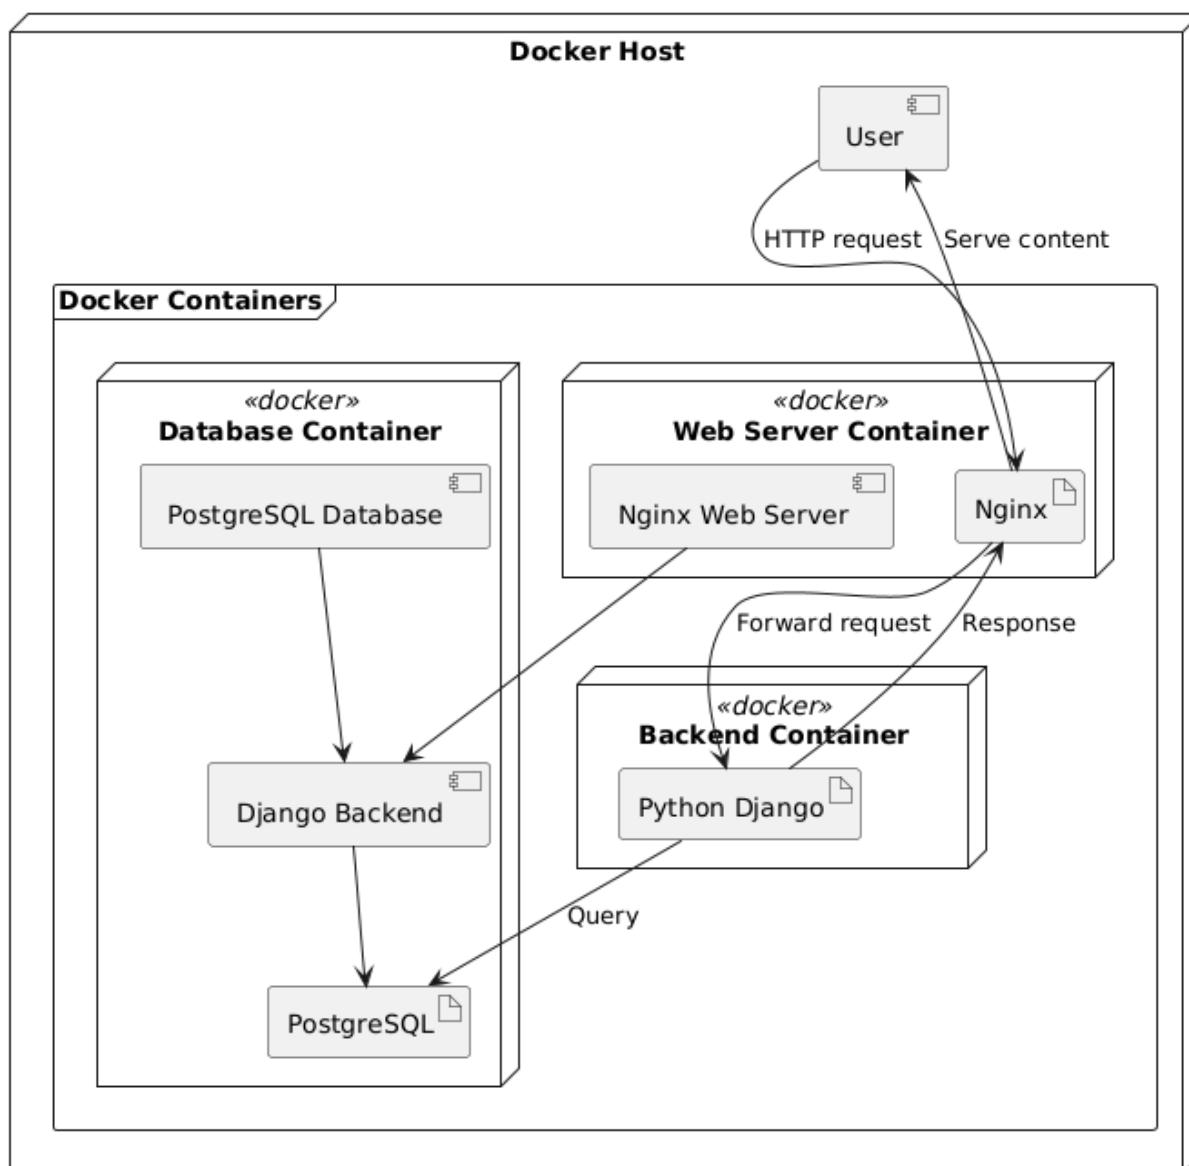 Docker Host
User
HTTP request
Serve content
Docker Containers
«docker»
Database Container
«docker»
Web Server Container
PostgreSQL Database
Nginx Web Server
Nginx
Forward request
Response
«docker»
Backend Container
Django Backend
Python Django
Query
PostgreSQL